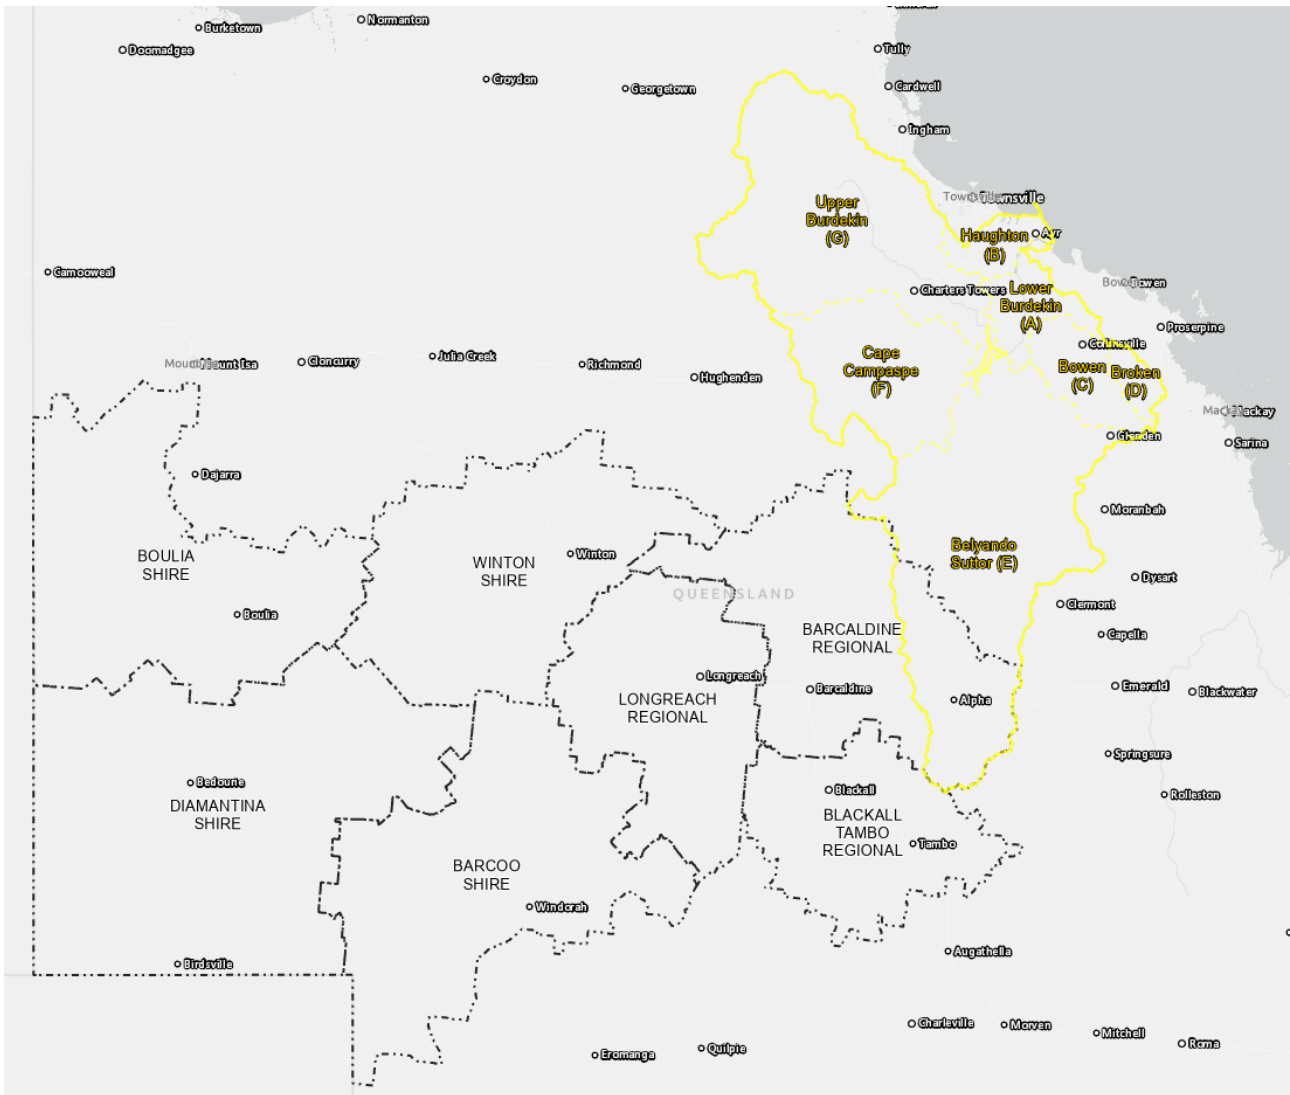 Burketown
Normanton
Doomadgee
Tully
Croydon
Georgetown
Cardwell
Ingham
Townsville
Upper
Burdekin
(G)
Haughton
(B)
Ayr
Camooweal
Charters Towers
Lower
Burdekin
(A)
Bowen
Proserpine
Collinsville
Mount Isa
Cloncurry
Julia Creek
Richmond
Hughenden
Cape
Campaspe
(F)
Bowen
(C)
Broken
(D)
Mackay
Glenden
Sarina
Dajarra
Moranbah
BOULIA
SHIRE
WINTON
SHIRE
Winton
Belyando
Suttor (E)
Dysart
QUEENSLAND
Clermont
Boulia
BARCALDINE
REGIONAL
Capella
Longreach
Barcaldine
Alpha
Emerald
Blackwater
LONGREACH
REGIONAL
Springsure
Bedourie
DIAMANTINA
SHIRE
Blackall
Rolleston
BLACKALL
TAMBO
REGIONAL
Tambo
BARCOO
SHIRE
Windorah
Birdsville
Augathella
Charleville
Morven
Mitchell
Roma
Eromanga
Quilpie